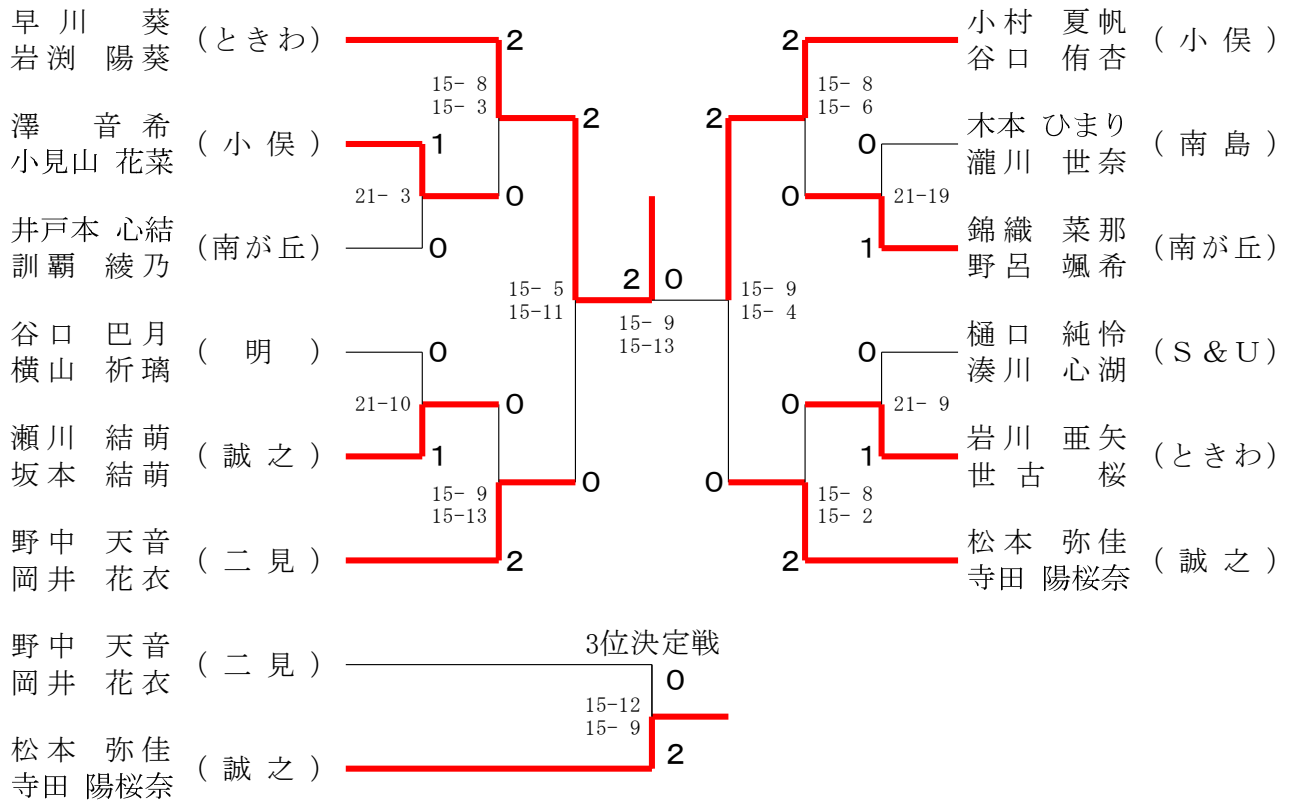 早川 葵
岩渕 陽葵
(ときわ)
2
15- 8
15- 3
2
澤 音希
小見山 花菜
(小俣)
1
0
21- 3
井戸本 心結
訓覇 綾乃
(南が丘)
0
15- 5
15-11
谷口 巴月
横山 祈璃
(明)
0
21-10
0
瀬川 結萌
坂本 結萌
(誠之)
1
15- 9
15-13
0
野中 天音
岡井 花衣
(二見)
2
2 0
15- 9
15-13
2
小村 夏帆
谷口 侑杏
(小俣)
15- 8
15- 6
2
木本 ひまり
瀧川 世奈
(南島)
0
0
21-19
錦織 菜那
野呂 颯希
(南が丘)
1
15- 9
15- 4
樋口 純怜
湊川 心湖
(S&U)
0
0
21- 9
岩川 亜矢
世古 桜
(ときわ)
1
0
15- 8
15- 2
松本 弥佳
寺田 陽桜奈
(誠之)
2
3位決定戦
野中 天音
岡井 花衣
(二見)
0
15-12
15- 9
松本 弥佳
寺田 陽桜奈
(誠之)
2